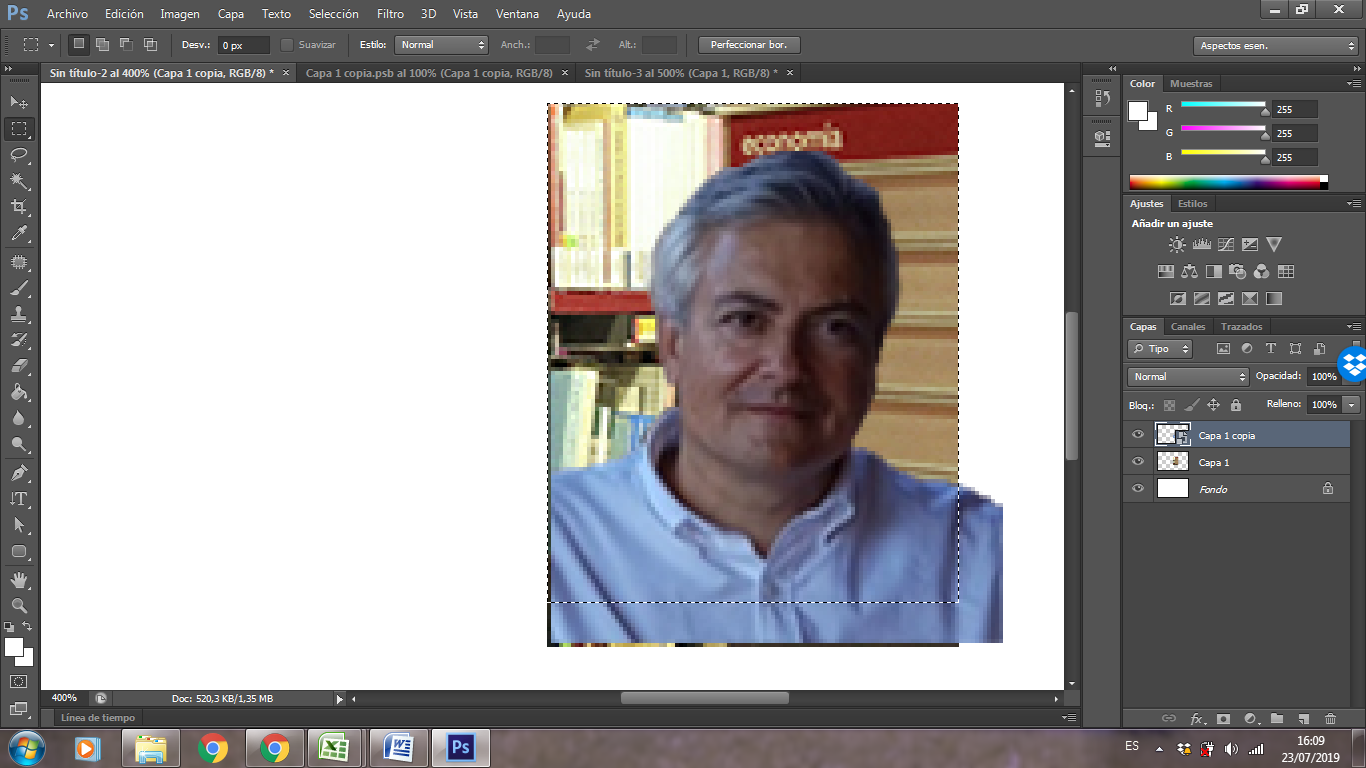 Ps Archivo Edición Imagen Capa Texto Selección Filtro 3D Vista Ventana Ayuda
Desv.: 0 px Suavizar Estilo: Normal Anch.: Alt.: Perfeccionar bor. Aspectos esen.
Sin título-2 al 400% (Capa 1 copia, RGB/8) * × Capa 1 copia.psb al 100% (Capa 1 copia, RGB/8) × Sin título-3 al 500% (Capa 1, RGB/8) * ×
economía
Color Muestras
R 255
G 255
B 255
Ajustes Estilos
Añadir un ajuste
Capas Canales Trazados
Tipo
Normal Opacidad: 100%
Bloq.: Relleno: 100%
Capa 1 copia
Capa 1
Fondo
fx
400% Doc: 520,3 KB/1,35 MB
Línea de tiempo
Ps
ES
16:09
23/07/2019